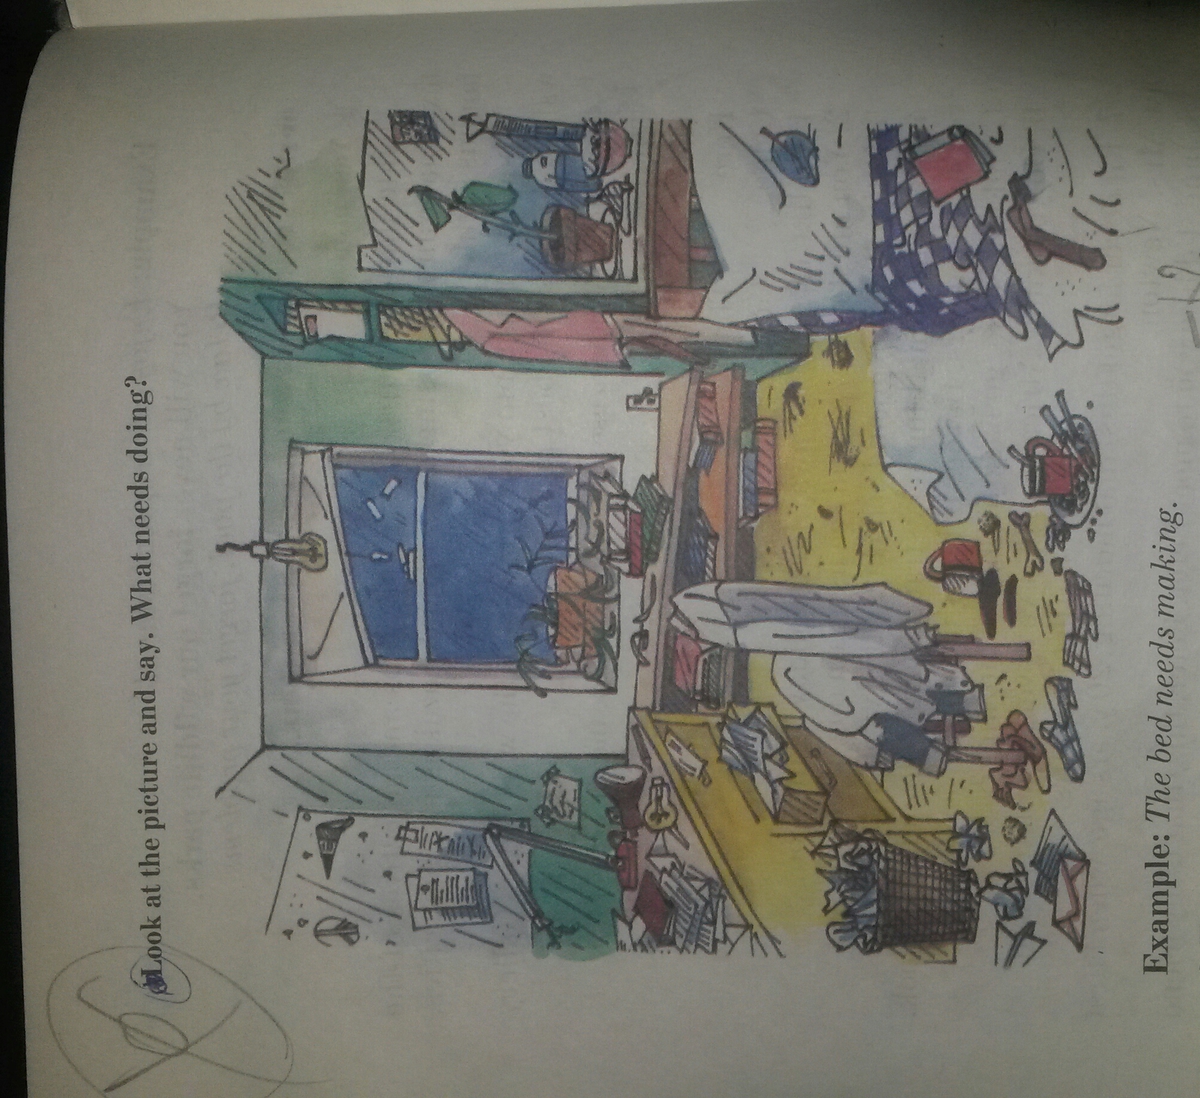 Look at the picture and say. What needs doing?
Example: The bed needs making.